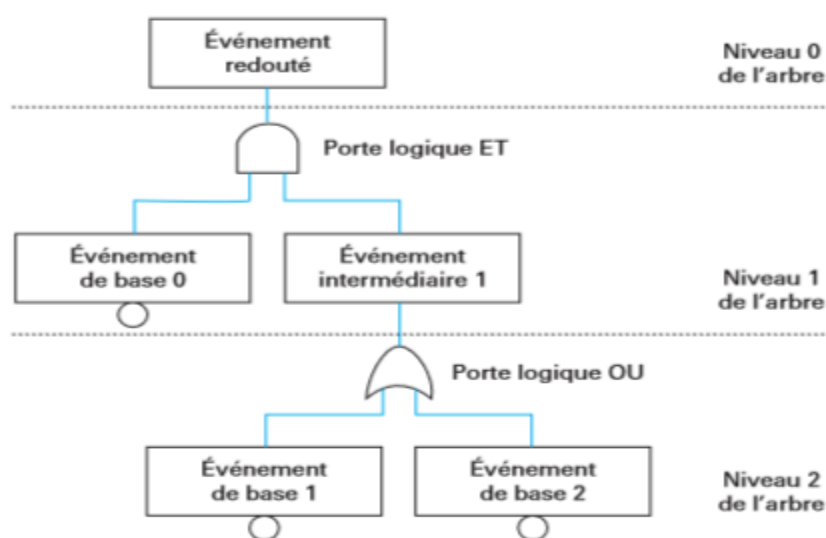 Événement
redouté
Niveau 0
de l'arbre
Porte logique ET
Événement
de base 0
Événement
intermédiaire 1
Niveau 1
de l'arbre
Porte logique OU
Événement
de base 1
Événement
de base 2
Niveau 2
de l'arbre